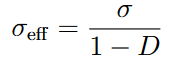 σ_eff = σ / (1 − D)